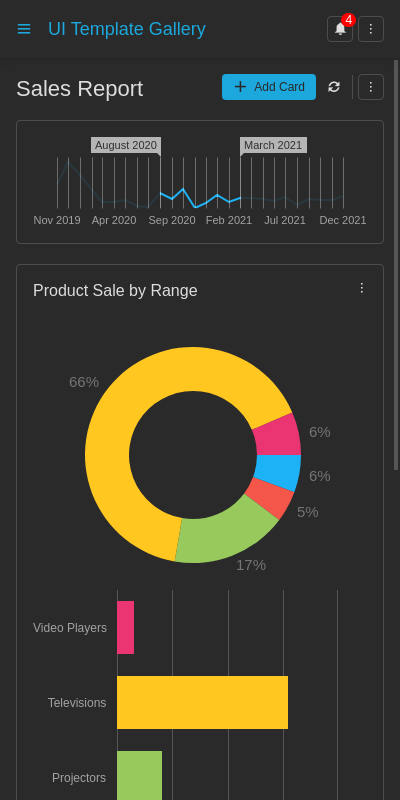 UI Template Gallery
4
Sales Report
Add Card
August 2020
March 2021
Nov 2019 Apr 2020 Sep 2020 Feb 2021 Jul 2021 Dec 2021
Product Sale by Range
66%
6%
6%
5%
17%
Video Players
Televisions
Projectors